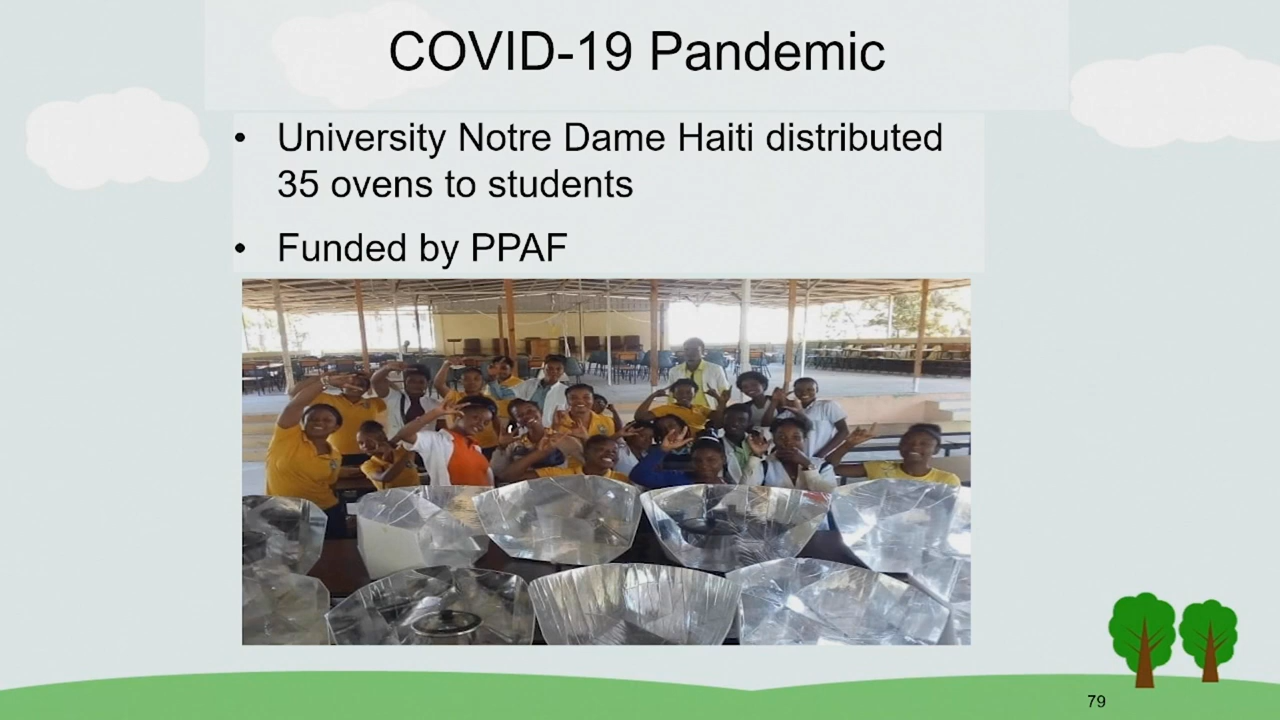 COVID-19 Pandemic
• University Notre Dame Haiti distributed
35 ovens to students
• Funded by PPAF
79